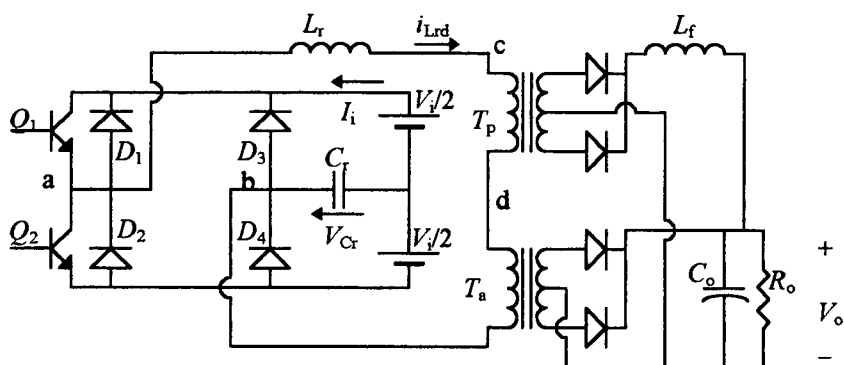 L_r
i_Lrd
c
L_f
Q_1
D_1
D_3
I_i
V_i/2
T_p
a
b
C_r
d
Q_2
D_2
D_4
V_Cr
V_i/2
T_a
C_o
R_o
+
V_o
−